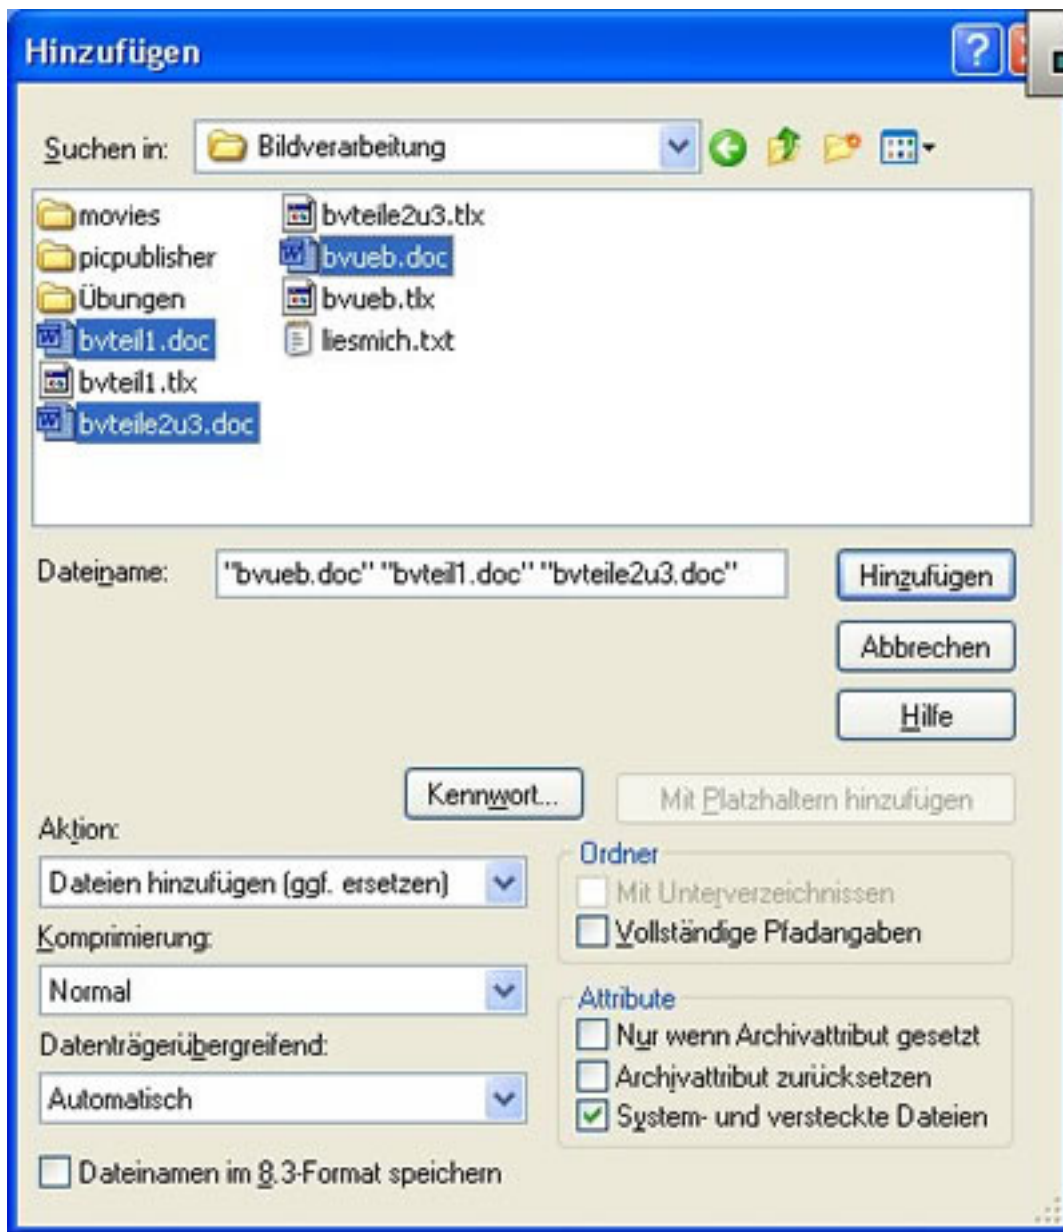 Hinzufügen
Suchen in: Bildverarbeitung
movies
picpublisher
Übungen
bvteil1.doc
bvteil1.tlx
bvteile2u3.doc
bvteile2u3.tlx
bvueb.doc
bvueb.tlx
liesmich.txt
Dateiname: "bvueb.doc" "bvteil1.doc" "bvteile2u3.doc"
Hinzufügen
Abbrechen
Hilfe
Kennwort...
Mit Platzhaltern hinzufügen
Aktion:
Dateien hinzufügen (ggf. ersetzen)
Komprimierung:
Normal
Datenträgerübergreifend:
Automatisch
Dateinamen im 8.3-Format speichern
Ordner
Mit Unterverzeichnissen
Vollständige Pfadangaben
Attribute
Nur wenn Archivattribut gesetzt
Archivattribut zurücksetzen
System- und versteckte Dateien